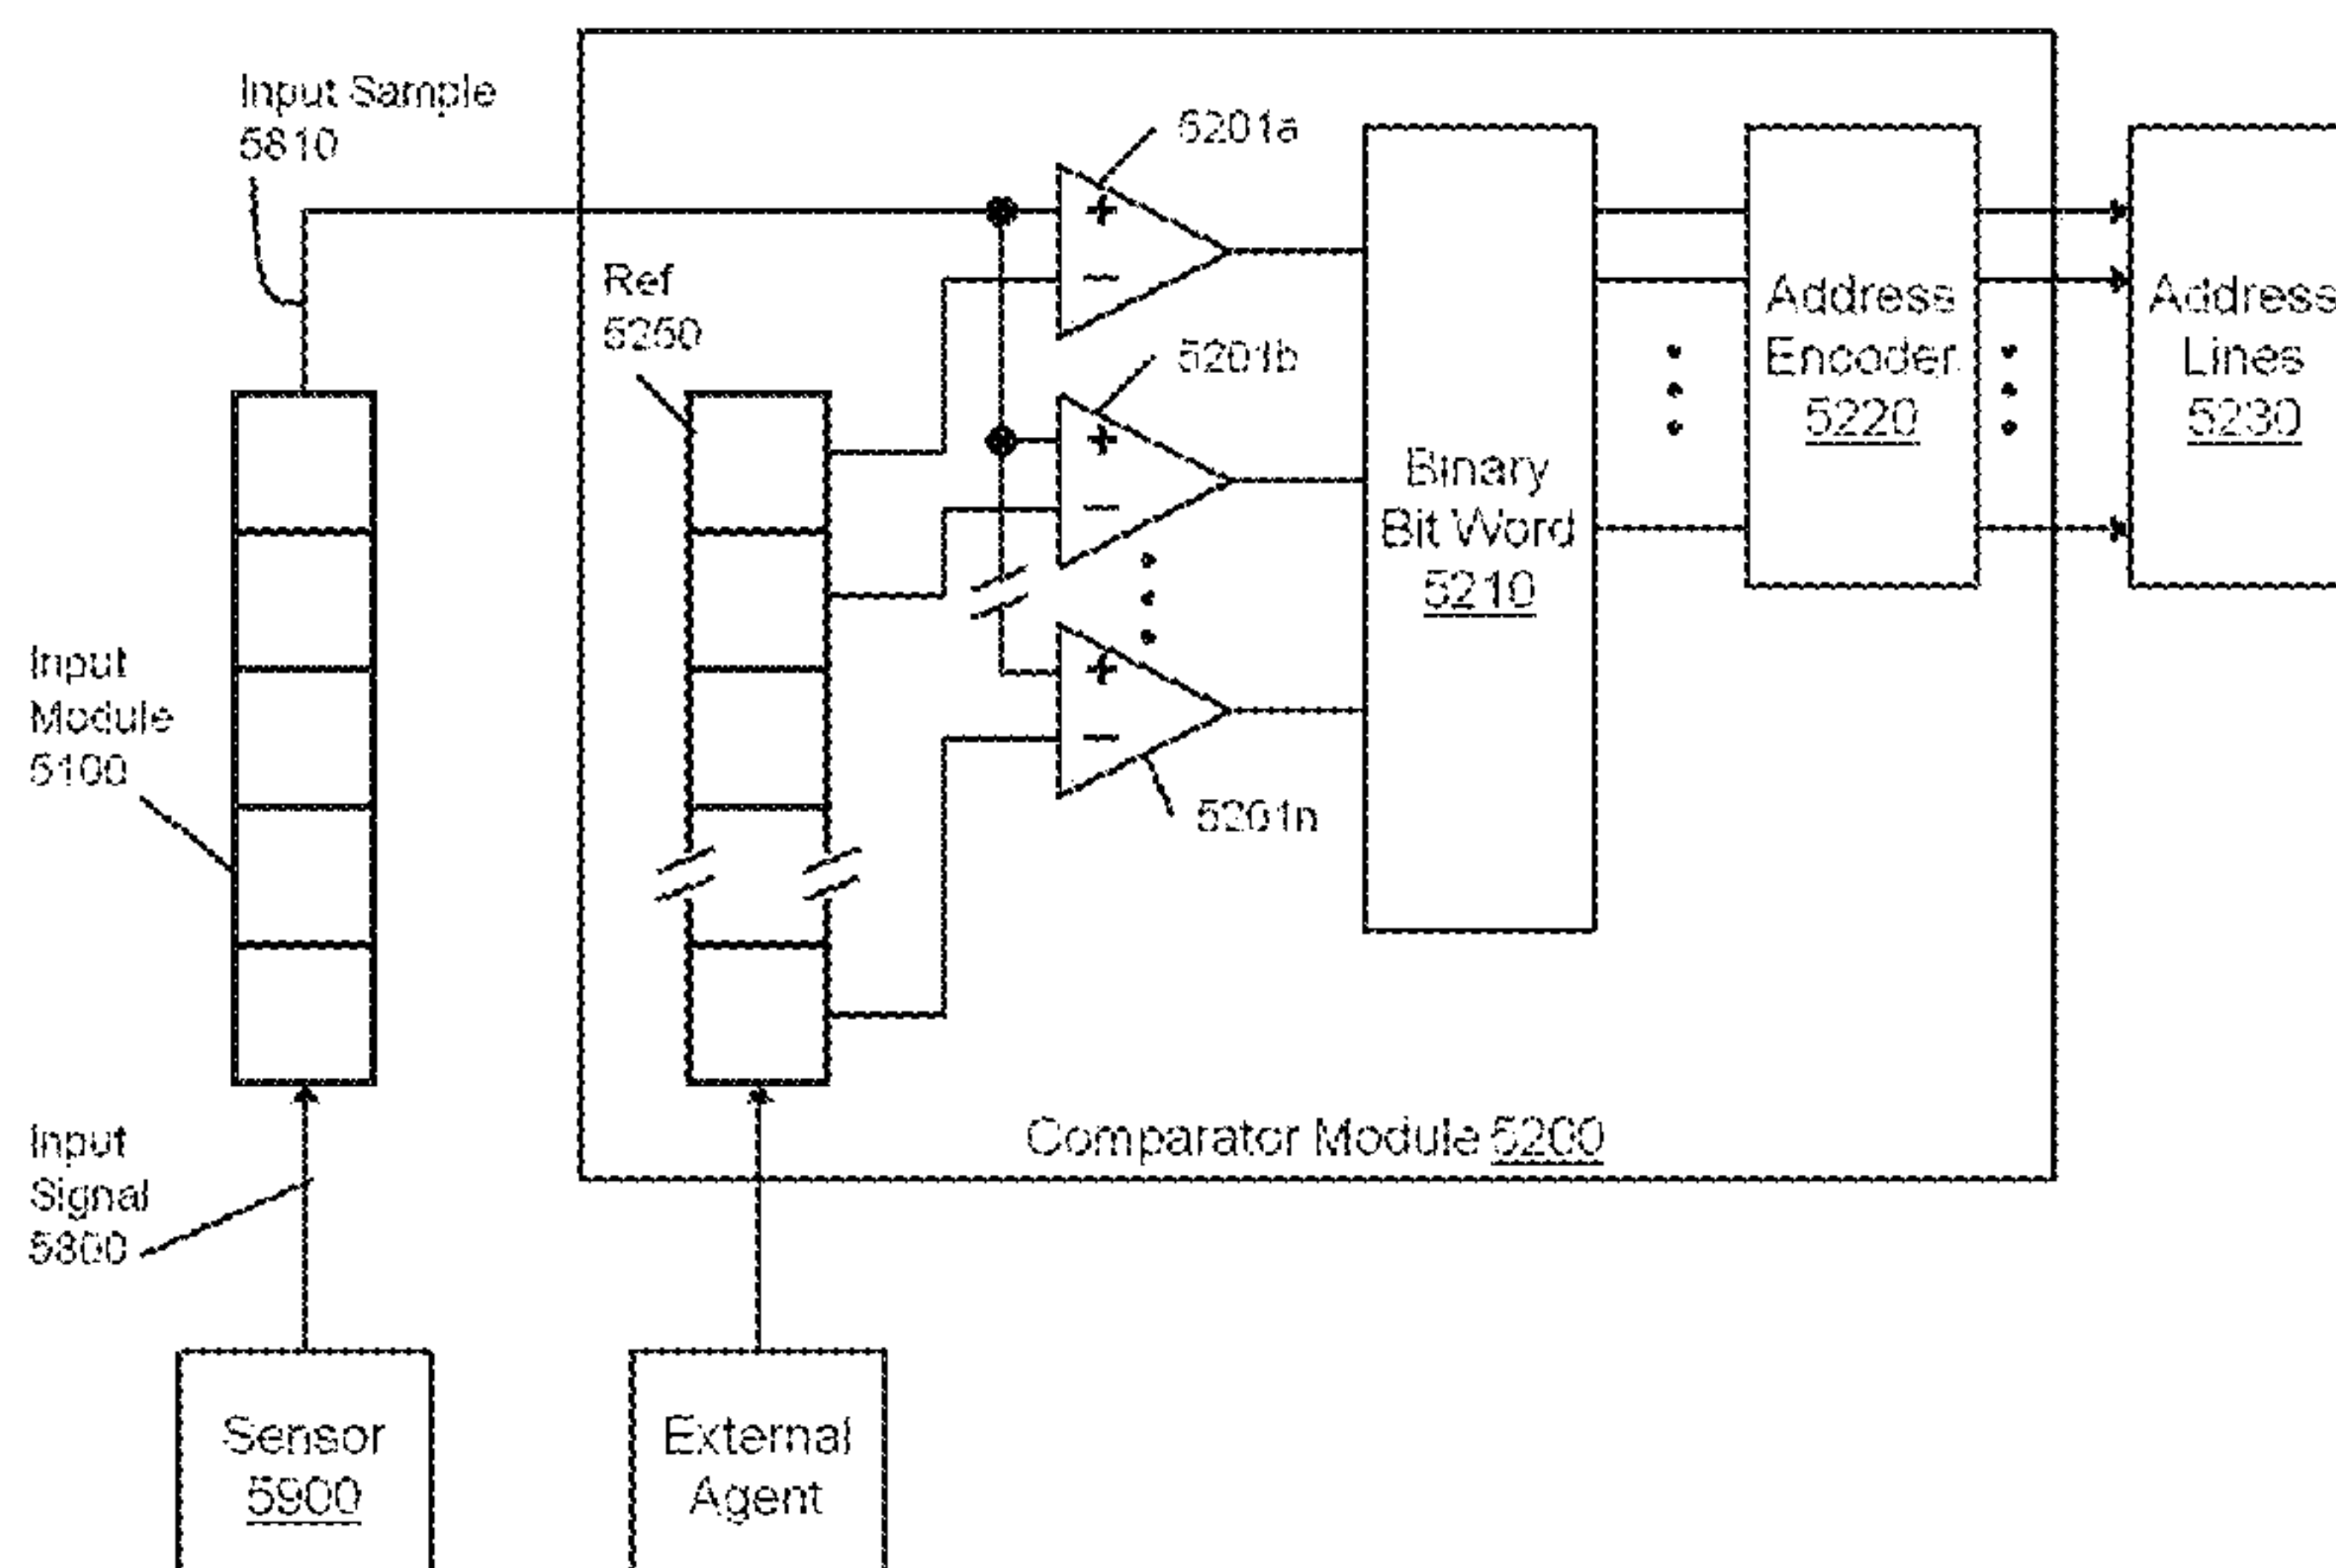 Input Sample
5810
5201a
Ref
5250
5201b
Address
Encoder
5220
Address
Lines
5230
Binary
Bit Word
5210
+
−
+
−
+
−
Input
Module
5100
5201n
Input
Signal
5800
Comparator Module 5200
Sensor
5900
External
Agent